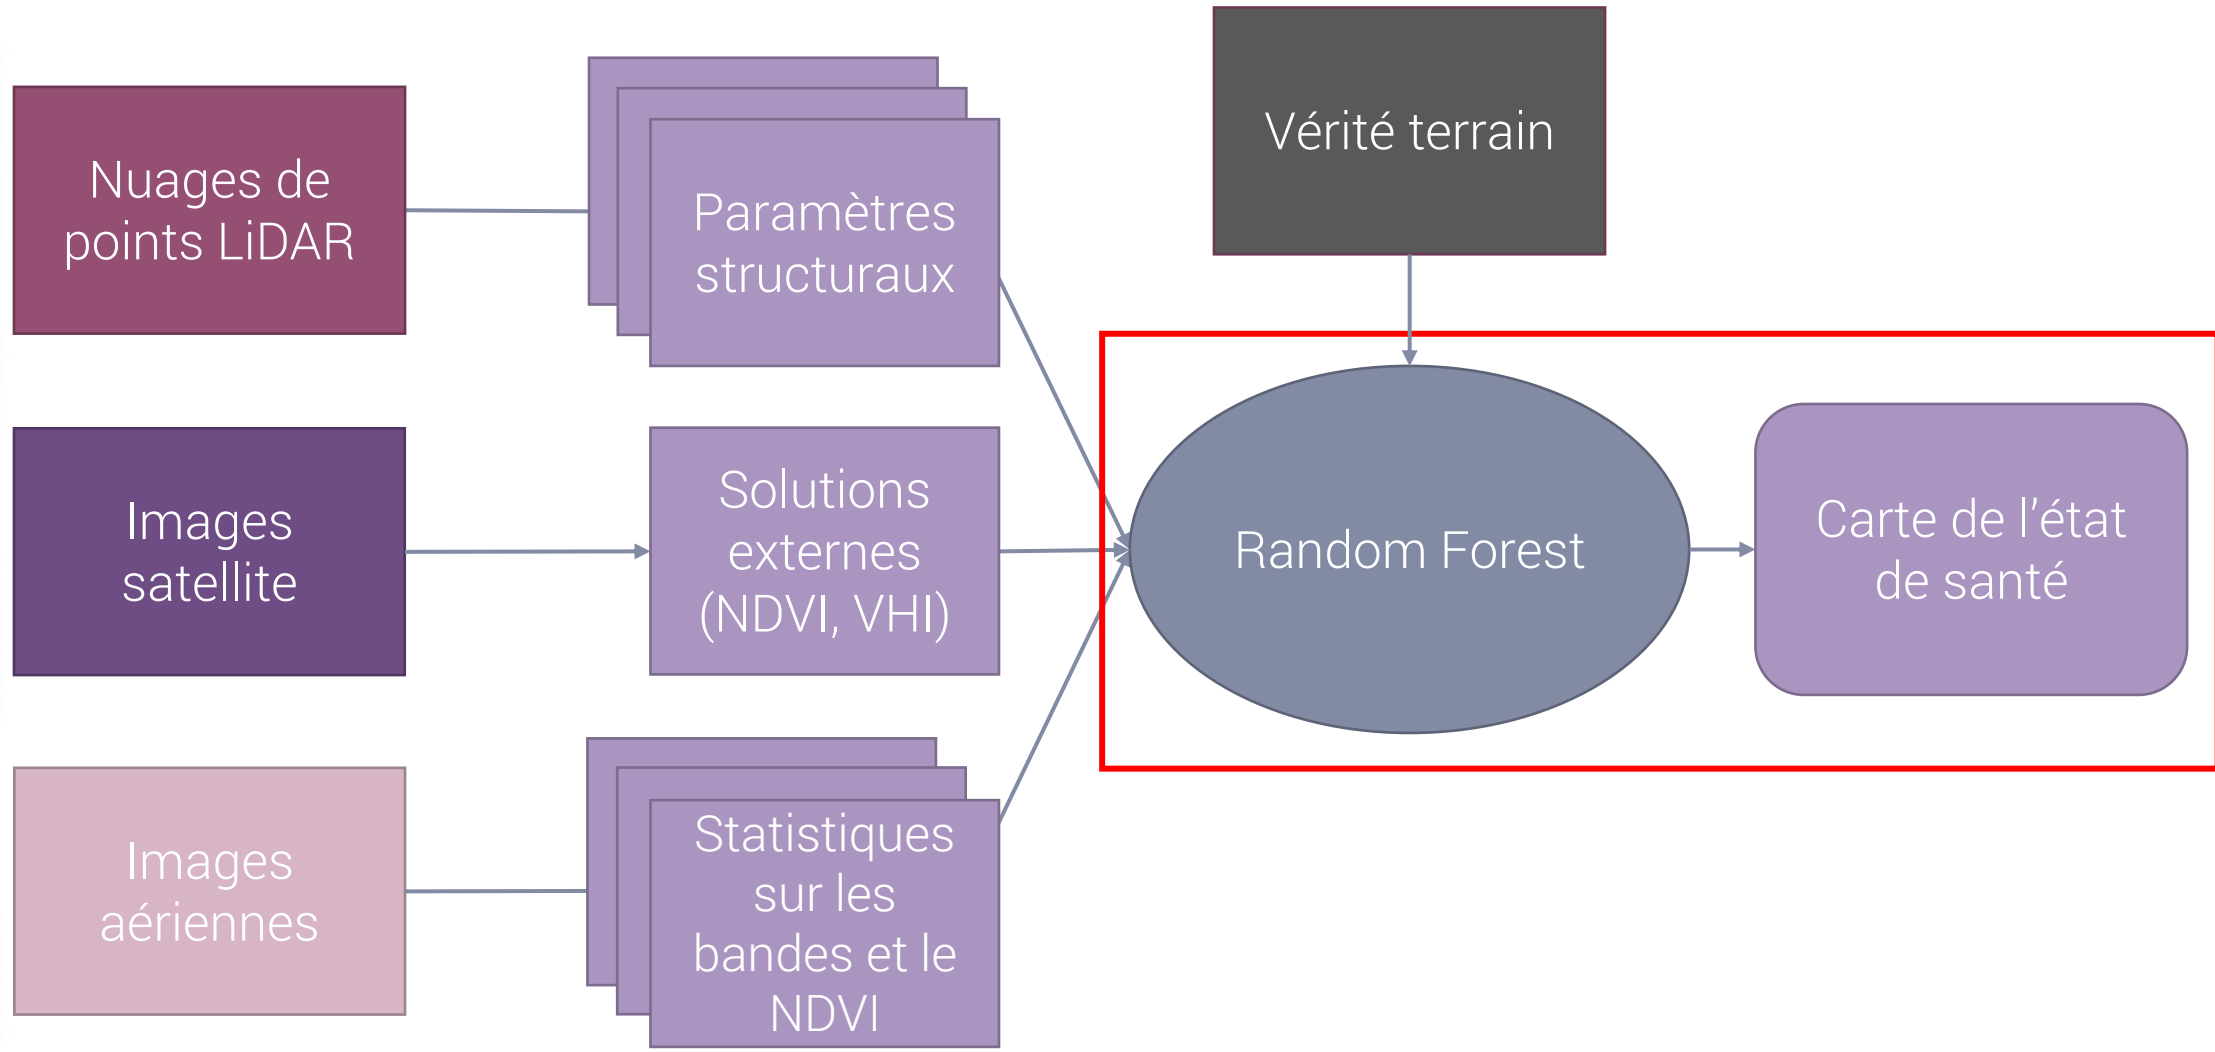 Nuages de
points LiDAR
Paramètres
structuraux
Vérité terrain
Images
satellite
Solutions
externes
(NDVI, VHI)
Random Forest
Carte de l’état
de santé
Images
aériennes
Statistiques
sur les
bandes et le
NDVI